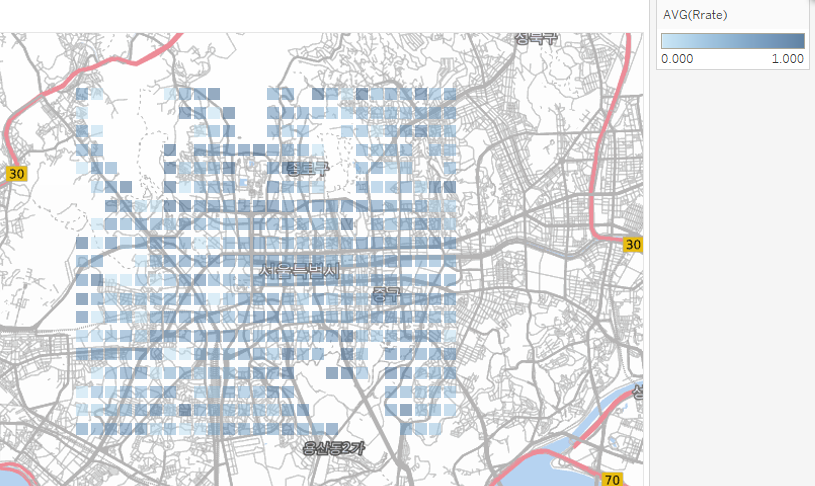 AVG(Rrate)
0.000 1.000
성북구
30
종로구
30
서울특별시
중구
용산동2가
70